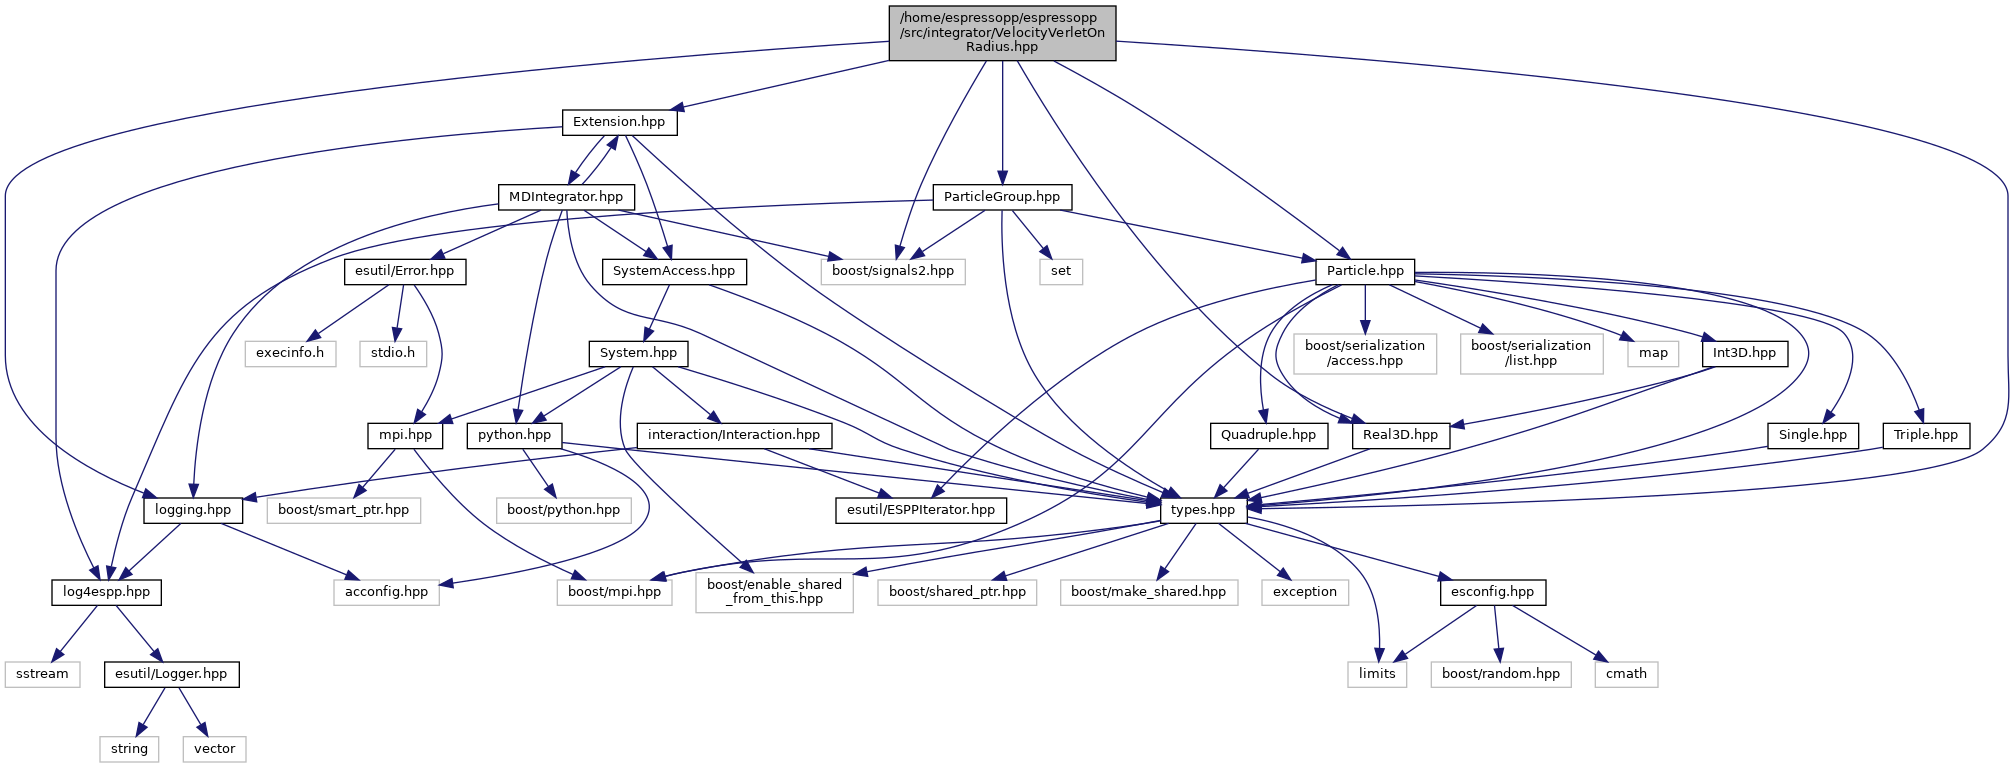 /home/espressopp/espressopp
/src/integrator/VelocityVerletOn
Radius.hpp
Extension.hpp
MDIntegrator.hpp
ParticleGroup.hpp
esutil/Error.hpp
SystemAccess.hpp
boost/signals2.hpp
set
Particle.hpp
execinfo.h
stdio.h
System.hpp
boost/serialization
/access.hpp
boost/serialization
/list.hpp
map
Int3D.hpp
mpi.hpp
python.hpp
interaction/Interaction.hpp
Quadruple.hpp
Real3D.hpp
Single.hpp
Triple.hpp
logging.hpp
boost/smart_ptr.hpp
boost/python.hpp
esutil/ESPPIterator.hpp
types.hpp
log4espp.hpp
acconfig.hpp
boost/mpi.hpp
boost/enable_shared
_from_this.hpp
boost/shared_ptr.hpp
boost/make_shared.hpp
exception
esconfig.hpp
sstream
esutil/Logger.hpp
limits
boost/random.hpp
cmath
string
vector